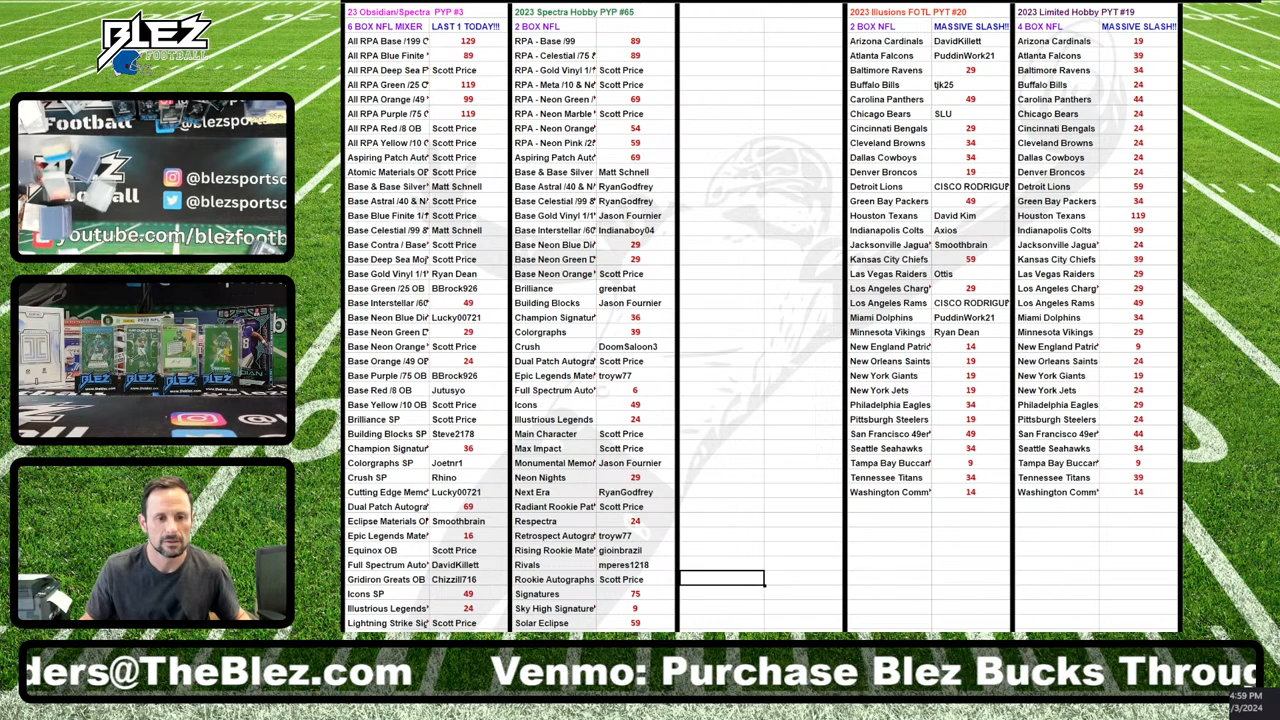 BLEZ
FOOTBALL
Football
@blezsportsc
@blezsportsc
youtube.com/blezfootb
BLEZ
23 Obsidian/Spectra PYP #3
6 BOX NFL MIXER LAST 1 TODAY!!!
All RPA Base /199 129
All RPA Blue Finite 89
All RPA Deep Sea Scott Price
All RPA Green /25 119
All RPA Orange /49 99
All RPA Purple /75 119
All RPA Red /8 OB Scott Price
All RPA Yellow /10 Scott Price
Aspiring Patch Auto Scott Price
Atomic Materials OB Scott Price
Base & Base Silver Matt Schnell
Base Astral /40 & Matt Schnell
Base Blue Finite Scott Price
Base Celestial /99 Matt Schnell
Base Contra / Base Scott Price
Base Deep Sea Scott Price
Base Gold Vinyl Ryan Dean
Base Green /25 OB BBrock926
Base Interstellar 49
Base Neon Blue Lucky00721
Base Neon Green 29
Base Neon Orange Scott Price
Base Orange /49 24
Base Purple /75 OB BBrock926
Base Red /8 OB Jutusyo
Base Yellow /10 OB Scott Price
Brilliance SP Scott Price
Building Blocks SP Steve2178
Champion Signatur 36
Colorgraphs SP Joetnr1
Crush SP Rhino
Cutting Edge Memo Lucky00721
Dual Patch Autogra 69
Eclipse Materials Smoothbrain
Epic Legends Mate 16
Equinox OB Scott Price
Full Spectrum Auto DavidKillett
Gridiron Greats OB Chizzill716
Icons SP 49
Illustrious Legends 24
Lightning Strike Scott Price
2023 Spectra Hobby PYP #65
2 BOX NFL
RPA - Base /99 89
RPA - Celestial /75 89
RPA - Gold Vinyl Scott Price
RPA - Meta /10 & Ne Scott Price
RPA - Neon Green 69
RPA - Neon Marble Scott Price
RPA - Neon Orange 54
RPA - Neon Pink 59
Aspiring Patch Auto 69
Base & Base Silver Matt Schnell
Base Astral /40 & RyanGodfrey
Base Celestial /99 RyanGodfrey
Base Gold Vinyl Jason Fournier
Base Interstellar Indianaboy04
Base Neon Blue 29
Base Neon Green 29
Base Neon Orange Scott Price
Brilliance greenbat
Building Blocks Jason Fournier
Champion Signatur 36
Colorgraphs 39
Crush DoomSaloon3
Dual Patch Autogra Scott Price
Epic Legends Mate troyw77
Full Spectrum Auto 6
Icons 49
Illustrious Legends 24
Main Character Scott Price
Max Impact Scott Price
Monumental Memo Jason Fournier
Neon Nights 29
Next Era RyanGodfrey
Radiant Rookie Pat Scott Price
Respectra 24
Retrospect Autogra troyw77
Rising Rookie Mate gioinbrazil
Rivals mperes1218
Rookie Autographs Scott Price
Signatures 75
Sky High Signature 9
Solar Eclipse 59
2023 Illusions FOTL PYT #20
2 BOX NFL MASSIVE SLASH!!
Arizona Cardinals DavidKillett
Atlanta Falcons PuddinWork21
Baltimore Ravens 29
Buffalo Bills tjk25
Carolina Panthers 49
Chicago Bears SLU
Cincinnati Bengals 29
Cleveland Browns 34
Dallas Cowboys 34
Denver Broncos 19
Detroit Lions CISCO RODRIGU
Green Bay Packers 49
Houston Texans David Kim
Indianapolis Colts Axios
Jacksonville Jagua Smoothbrain
Kansas City Chiefs 59
Las Vegas Raiders Ottis
Los Angeles Charg 29
Los Angeles Rams CISCO RODRIGU
Miami Dolphins PuddinWork21
Minnesota Vikings Ryan Dean
New England Patric 14
New Orleans Saints 19
New York Giants 19
New York Jets 19
Philadelphia Eagles 34
Pittsburgh Steelers 19
San Francisco 49er 49
Seattle Seahawks 34
Tampa Bay Buccan 9
Tennessee Titans 34
Washington Comm 14
2023 Limited Hobby PYT #19
4 BOX NFL MASSIVE SLASH!!
Arizona Cardinals 19
Atlanta Falcons 39
Baltimore Ravens 34
Buffalo Bills 24
Carolina Panthers 44
Chicago Bears 24
Cincinnati Bengals 24
Cleveland Browns 24
Dallas Cowboys 24
Denver Broncos 24
Detroit Lions 59
Green Bay Packers 34
Houston Texans 119
Indianapolis Colts 99
Jacksonville Jagua 24
Kansas City Chiefs 39
Las Vegas Raiders 29
Los Angeles Charg 29
Los Angeles Rams 49
Miami Dolphins 34
Minnesota Vikings 29
New England Patric 9
New Orleans Saints 24
New York Giants 19
New York Jets 24
Philadelphia Eagles 29
Pittsburgh Steelers 24
San Francisco 49er 44
Seattle Seahawks 34
Tampa Bay Buccan 9
Tennessee Titans 39
Washington Comm 14
ders@TheBlez.com Venmo: Purchase Blez Bucks Throug
4:59 PM
/3/2024